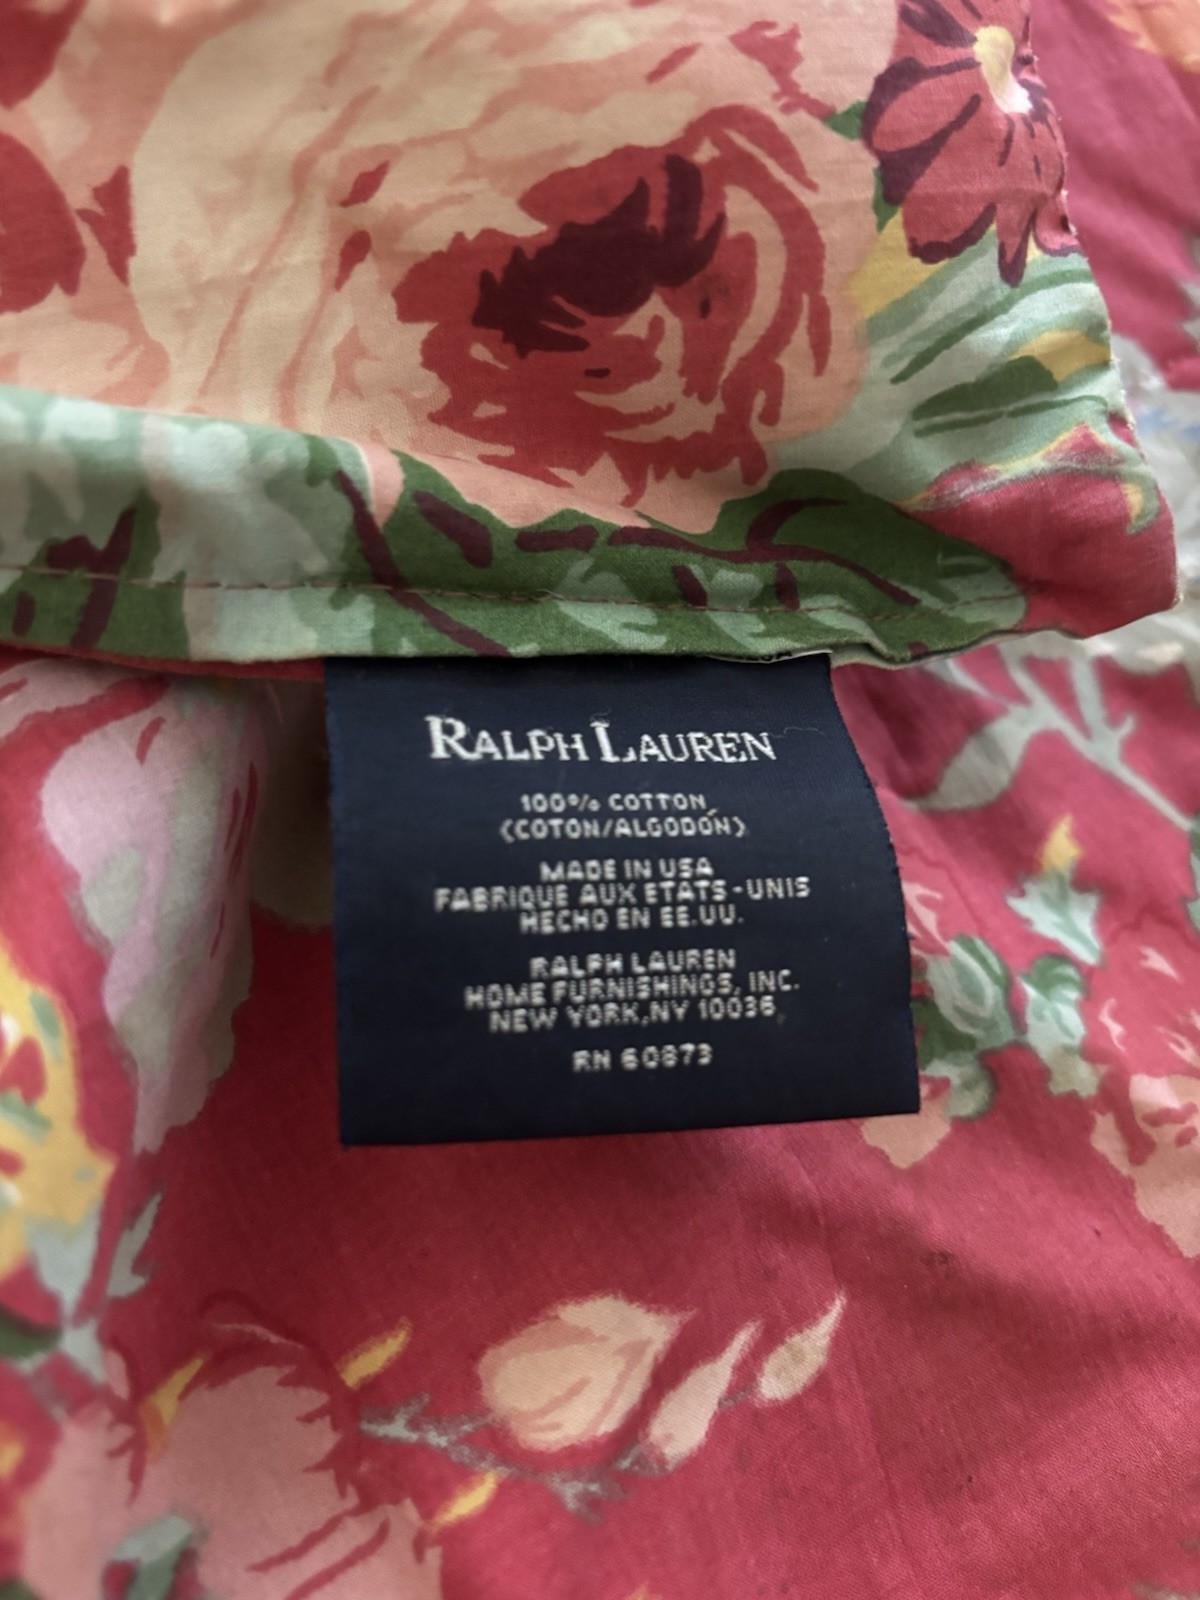 RALPH LAUREN
100% COTTON
(COTON/ALGODÓN)
MADE IN USA
FABRIQUE AUX ETATS-UNIS
HECHO EN EE.UU.
RALPH LAUREN
HOME FURNISHINGS, INC.
NEW YORK,NY 10036
RN 60873